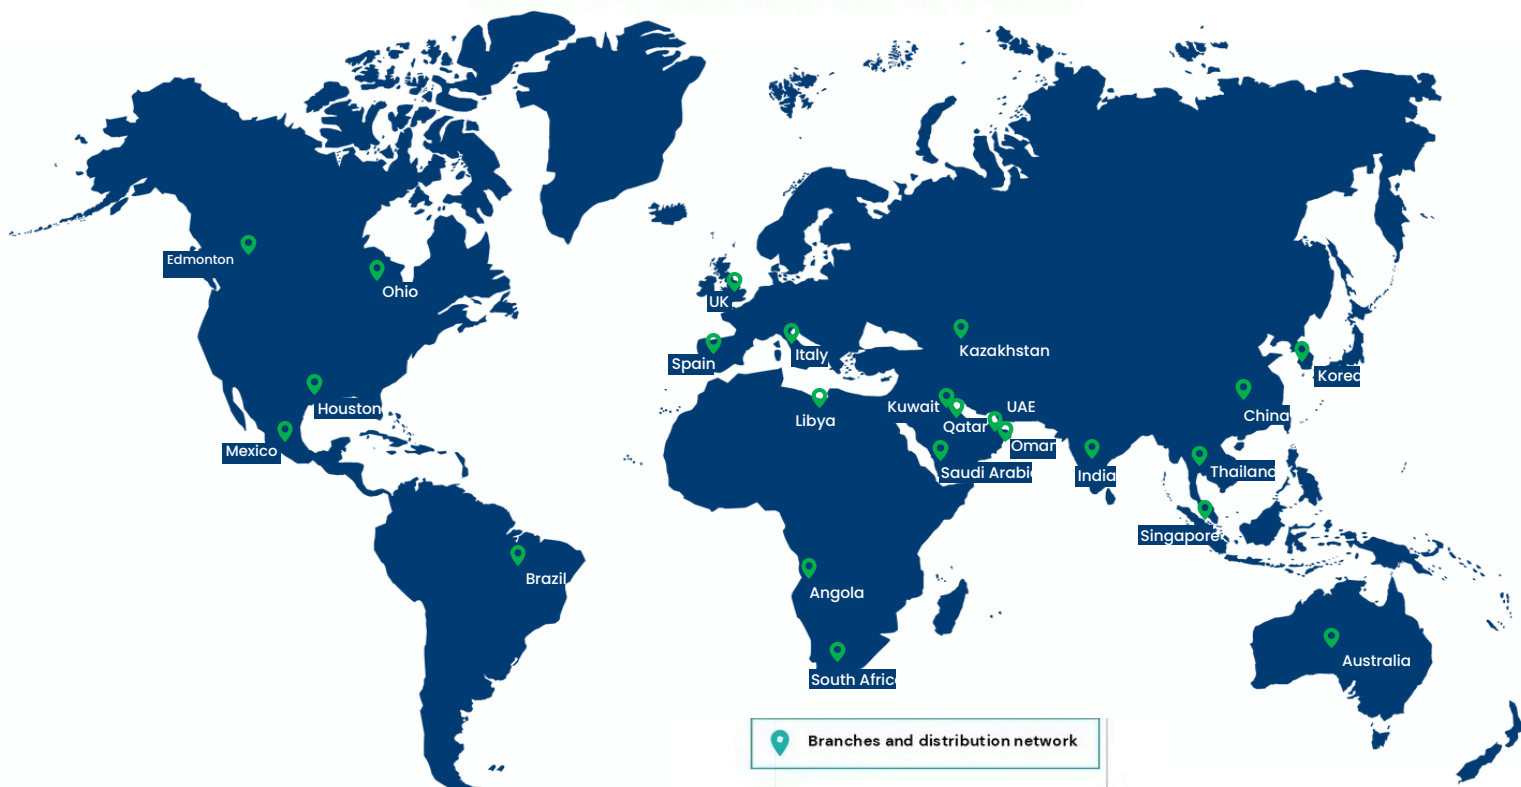 Edmonton
Ohio
UK
Kazakhstan
Italy
Spain
Korea
Houston
Kuwait
UAE
China
Libya
Qatar
Mexico
Oman
Saudi Arabi
India
Thailand
Singapore
Brazil
Angola
Australia
South Afric
Branches and distribution network